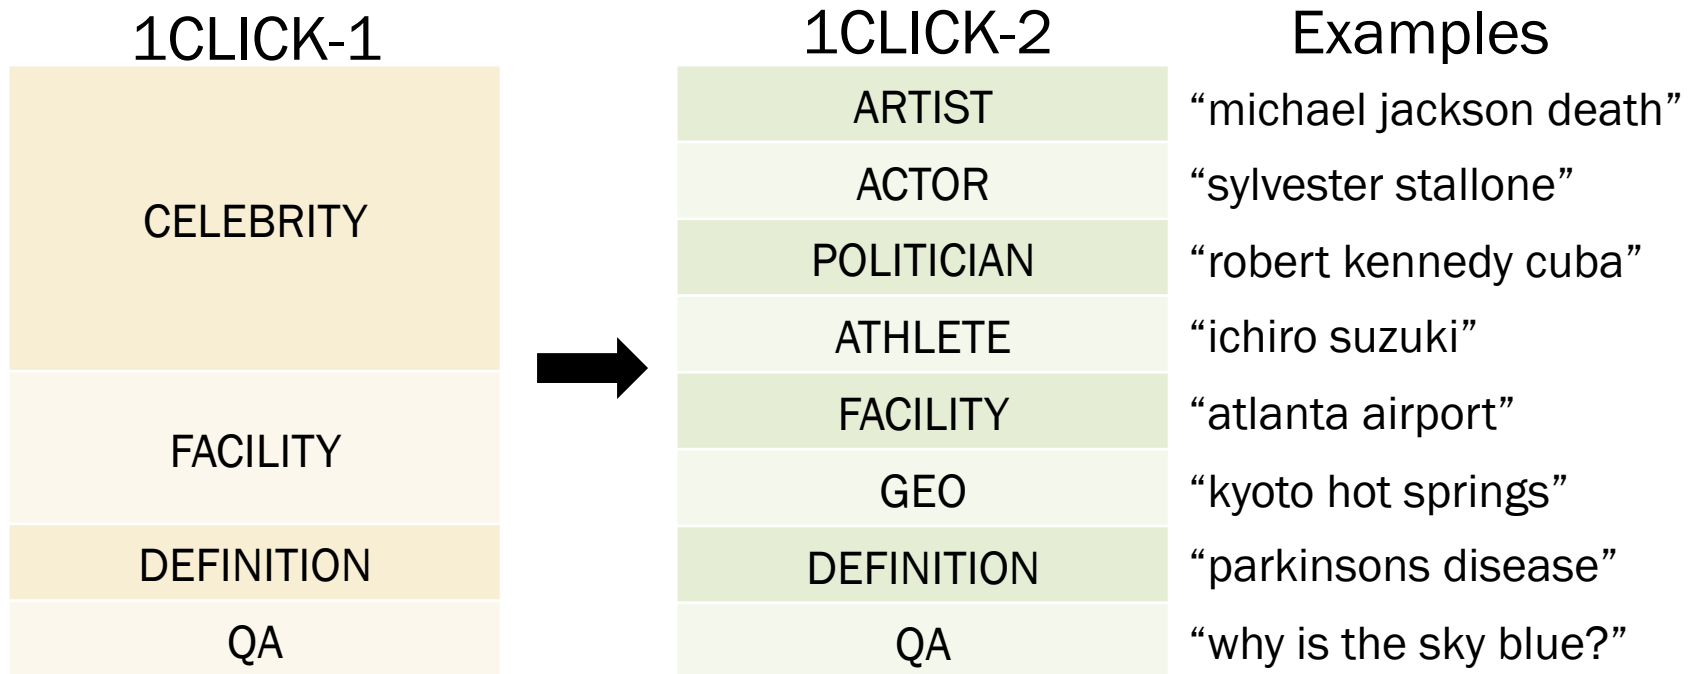 1CLICK-1
1CLICK-2
Examples
CELEBRITY
FACILITY
DEFINITION
QA
ARTIST
“michael jackson death”
ACTOR
“sylvester stallone”
POLITICIAN
“robert kennedy cuba”
ATHLETE
“ichiro suzuki”
FACILITY
“atlanta airport”
GEO
“kyoto hot springs”
DEFINITION
“parkinsons disease”
QA
“why is the sky blue?”